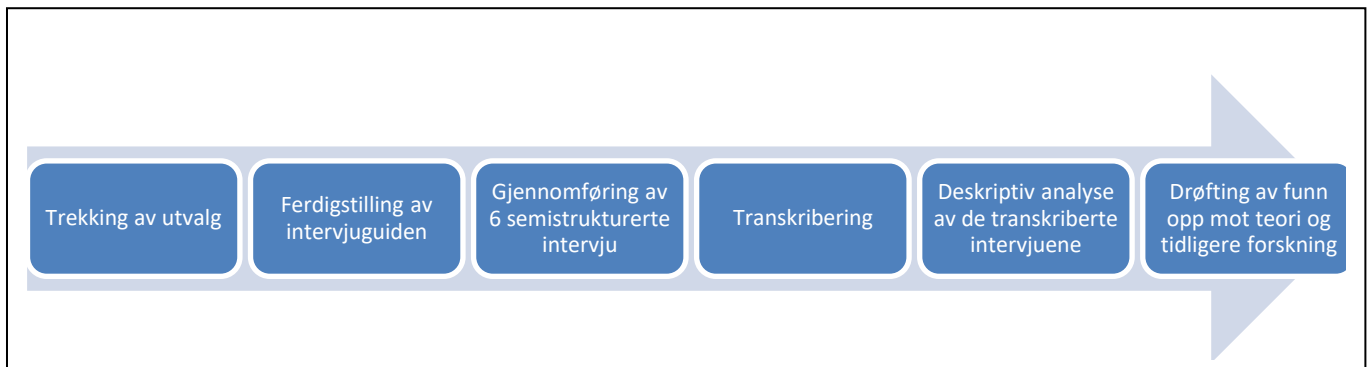 Trekking av utvalg
Ferdigstilling av
intervjuguiden
Gjennomføring av
6 semistrukturerte
intervju
Transkribering
Deskriptiv analyse
av de transkriberte
intervjuene
Drøfting av funn
opp mot teori og
tidligere forskning